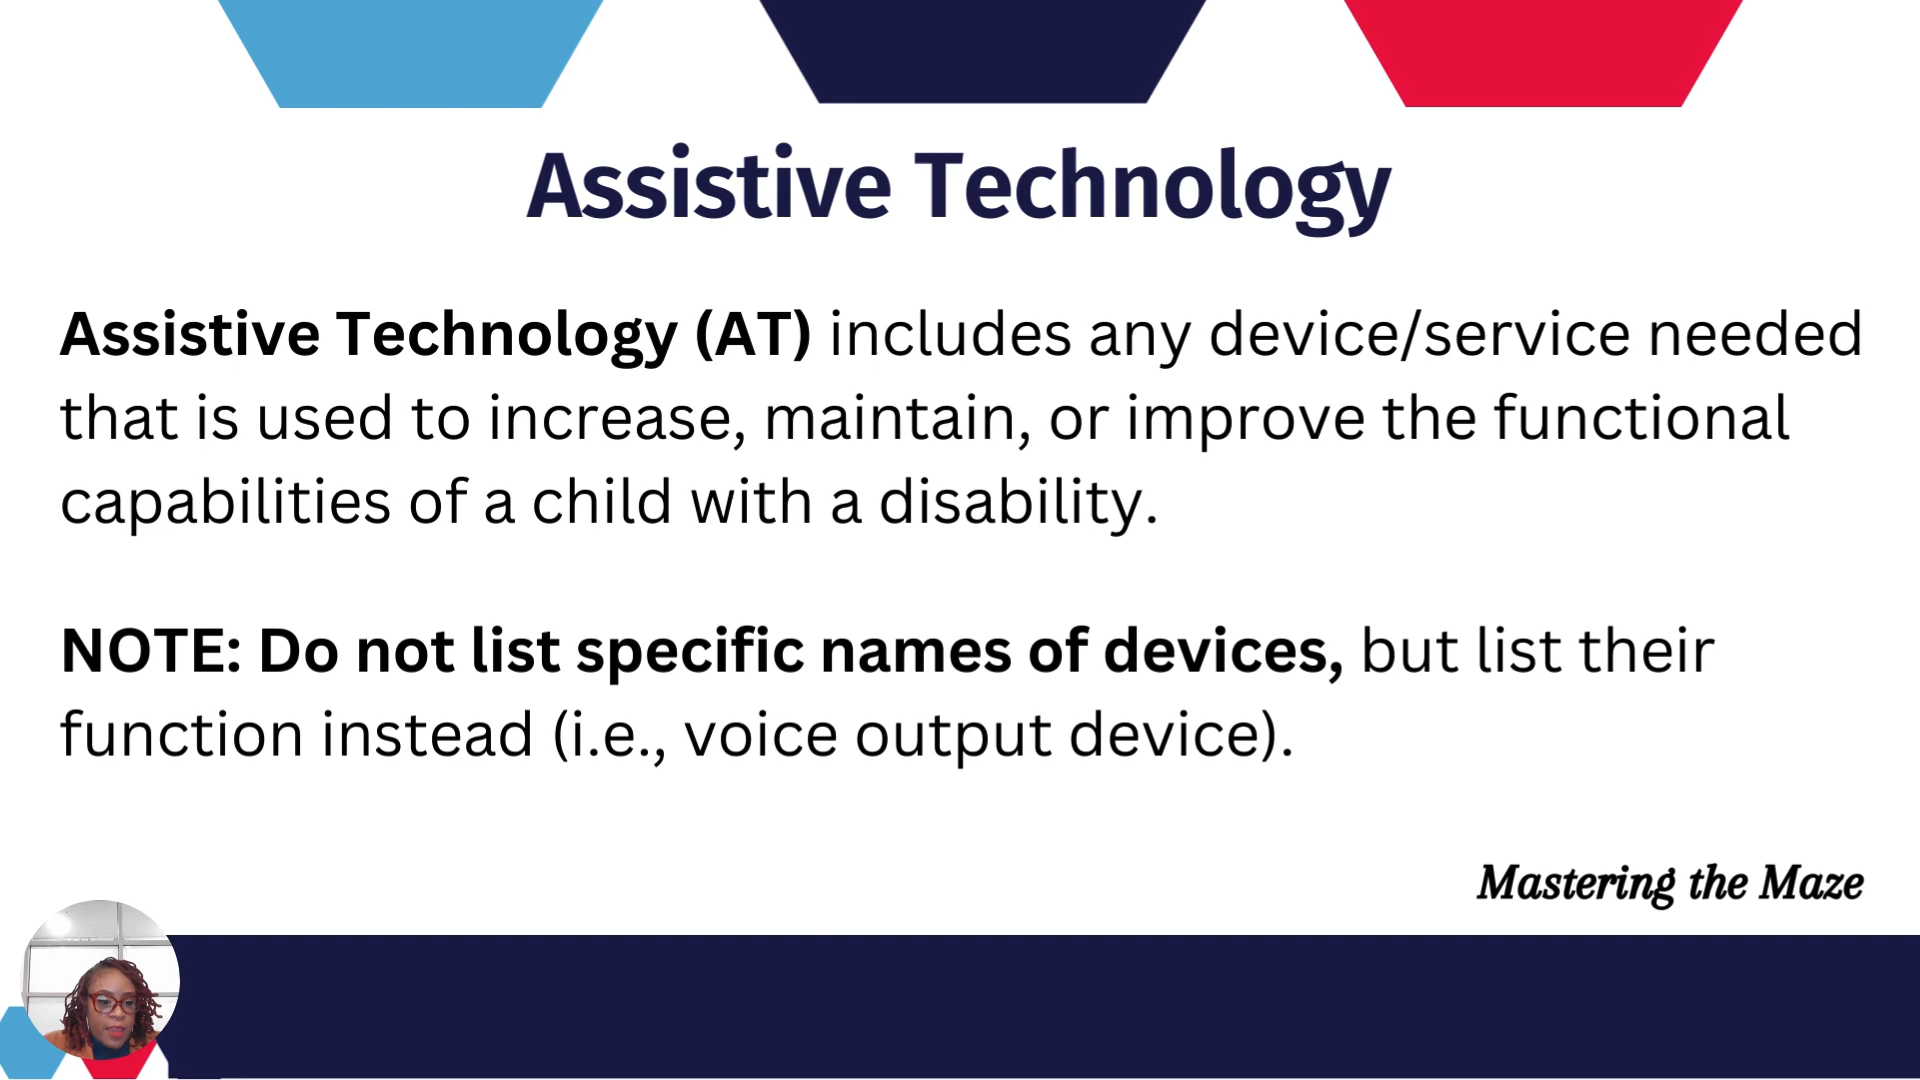 Assistive Technology
Assistive Technology (AT) includes any device/service needed
that is used to increase, maintain, or improve the functional
capabilities of a child with a disability.
NOTE: Do not list specific names of devices, but list their
function instead (i.e., voice output device).
Mastering the Maze